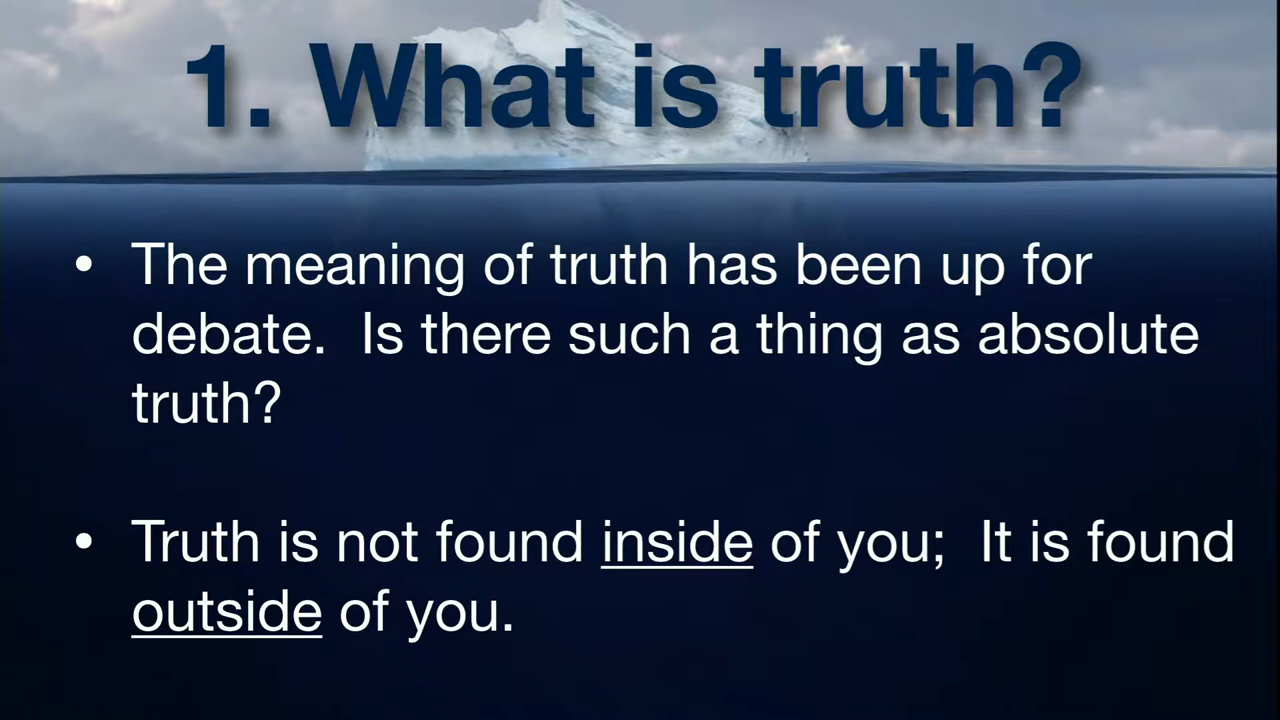 1. What is truth?
• The meaning of truth has been up for
debate.  Is there such a thing as absolute
truth?
• Truth is not found inside of you;  It is found
outside of you.